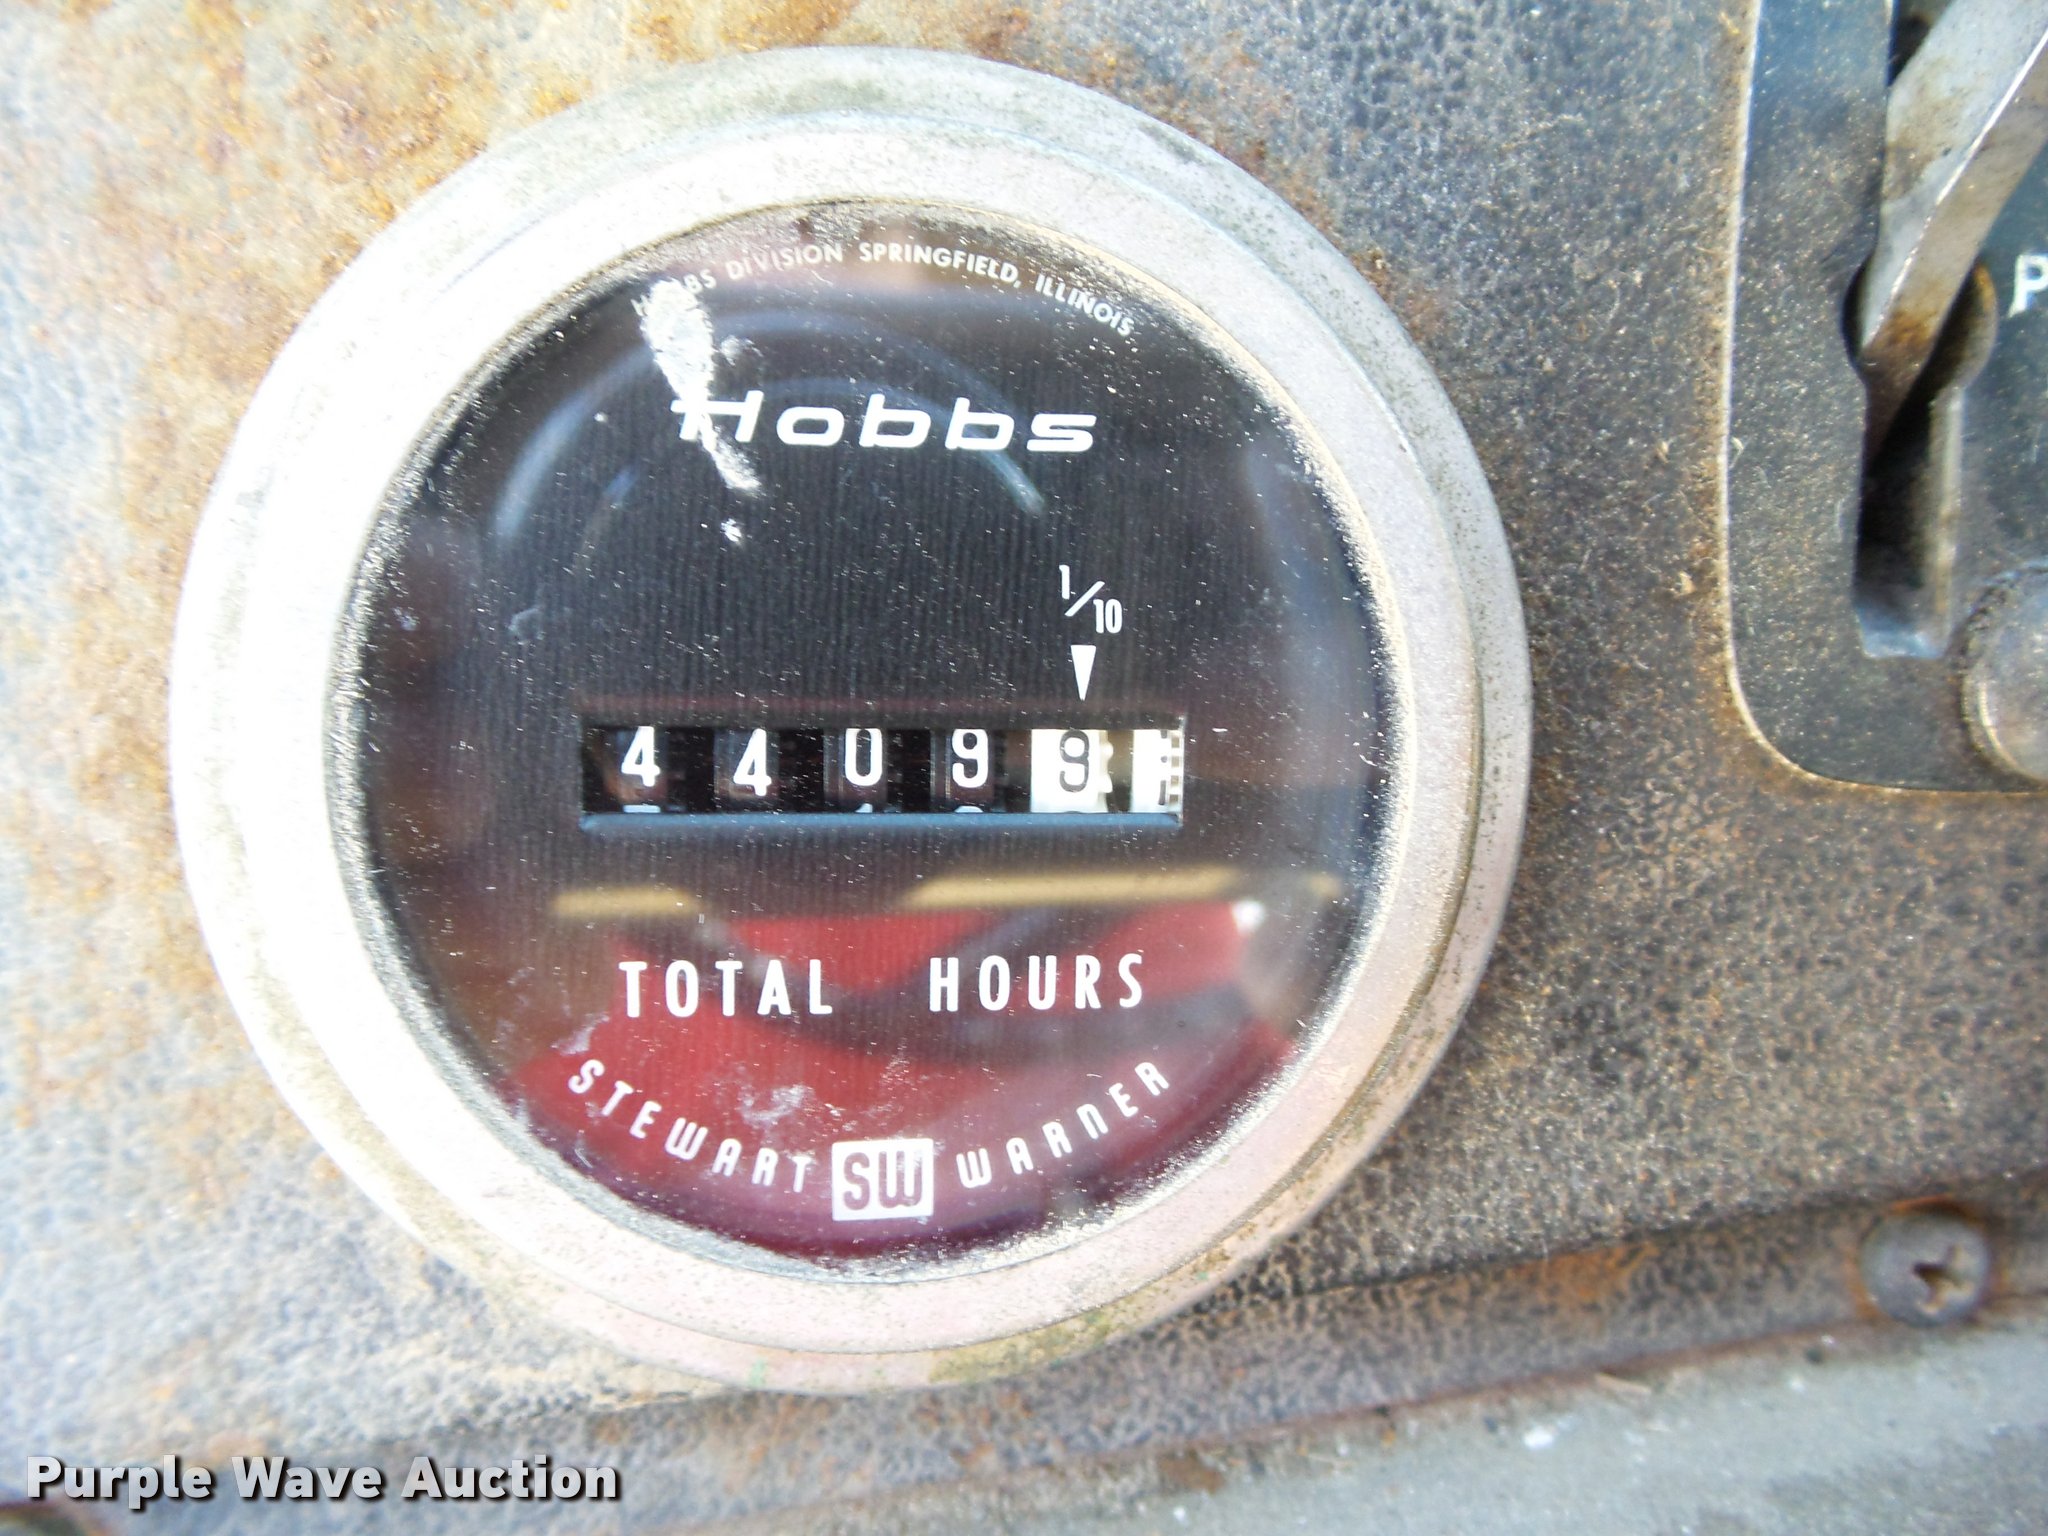 HOBBS DIVISION SPRINGFIELD, ILLINOIS.
Hobbs
1/10
4 4 0 9 9
TOTAL HOURS
STEWART SW WARNER
P
Purple Wave Auction